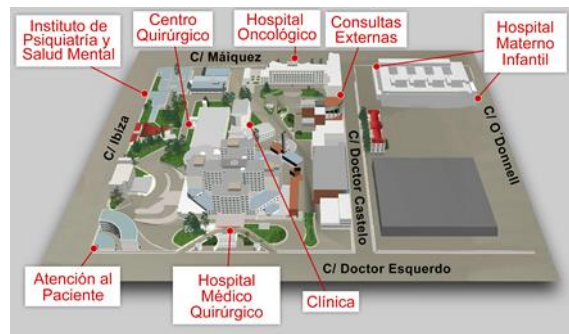 Instituto de
Psiquiatría y
Salud Mental
Centro
Quirúrgico
Hospital
Oncológico
Consultas
Externas
Hospital
Materno
Infantil
C/ Máiquez
C/ Ibiza
C/ Doctor Castelo
C/ O´Donnell
C/ Doctor Esquerdo
Atención al
Paciente
Hospital
Médico
Quirúrgico
Clínica